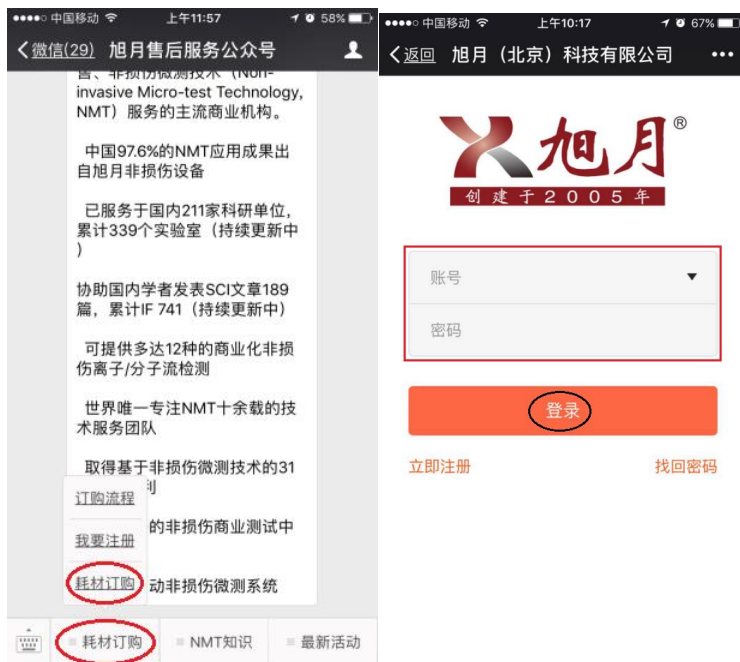 中国移动
上午11:57
58%
微信(29) 旭月售后服务公众号
售、非损伤微测技术（Non-
invasive Micro-test Technology,
NMT）服务的主流商业机构。
中国97.6%的NMT应用成果出
自旭月非损伤设备
已服务于国内211家科研单位，
累计339个实验室（持续更新中
）
协助国内学者发表SCI文章189
篇，累计IF 741（持续更新中）
可提供多达12种的商业化非损
伤离子/分子流检测
世界唯一专注NMT十余载的技
术服务团队
取得基于非损伤微测技术的31
利
的非损伤商业测试中
动非损伤微测系统
订购流程
我要注册
耗材订购
耗材订购
NMT知识
最新活动
中国移动
上午10:17
67%
返回 旭月（北京）科技有限公司
旭月®
创建于2005年
账号
密码
登录
立即注册
找回密码